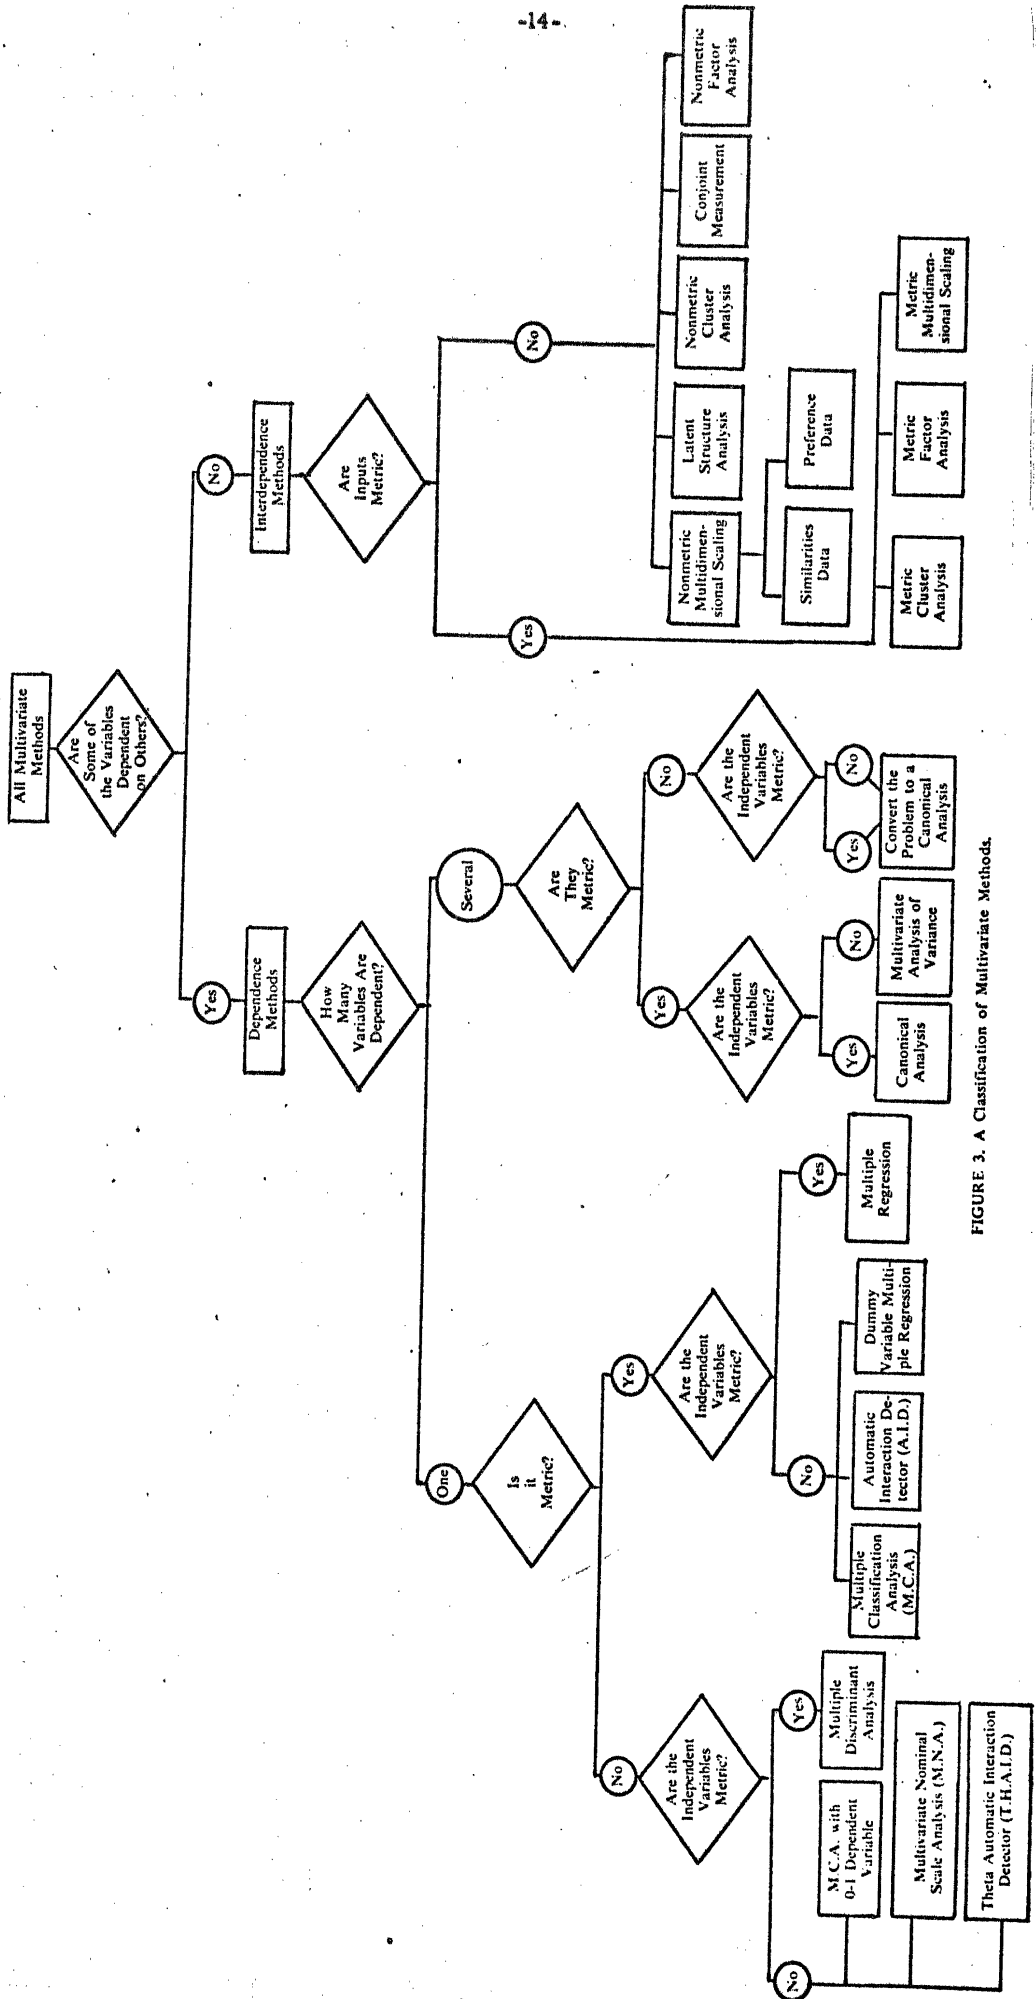 -14-
All Multivariate
Methods
Are
Some of
the Variables
Dependent
on Others?
Yes
No
Dependence
Methods
Interdependence
Methods
How
Many
Variables Are
Dependent?
Are
Inputs
Metric?
One
Several
Is
it
Metric?
Are
They
Metric?
No
Yes
Are the
Independent
Variables
Metric?
Are the
Independent
Variables
Metric?
No
Yes
M.C.A. with
0-1 Dependent
Variable
Multiple
Discriminant
Analysis
Multivariate Nominal
Scale Analysis (M.N.A.)
Theta Automatic Interaction
Detector (T.H.A.I.D.)
No
Yes
Multiple
Classification
Analysis
(M.C.A.)
Automatic
Interaction De-
tector (A.I.D.)
Dummy
Variable Multi-
ple Regression
Multiple
Regression
Yes
No
Are the
Independent
Variables
Metric?
Are the
Independent
Variables
Metric?
Yes
No
Canonical
Analysis
Multivariate
Analysis of
Variance
Yes
No
Convert the
Problem to a
Canonical
Analysis
Yes
No
Nonmetric
Multidimen-
sional Scaling
Latent
Structure
Analysis
Nonmetric
Cluster
Analysis
Conjoint
Measurement
Nonmetric
Factor
Analysis
Similarities
Data
Preference
Data
Metric
Cluster
Analysis
Metric
Factor
Analysis
Metric
Multidimen-
sional Scaling
FIGURE 3. A Classification of Multivariate Methods.